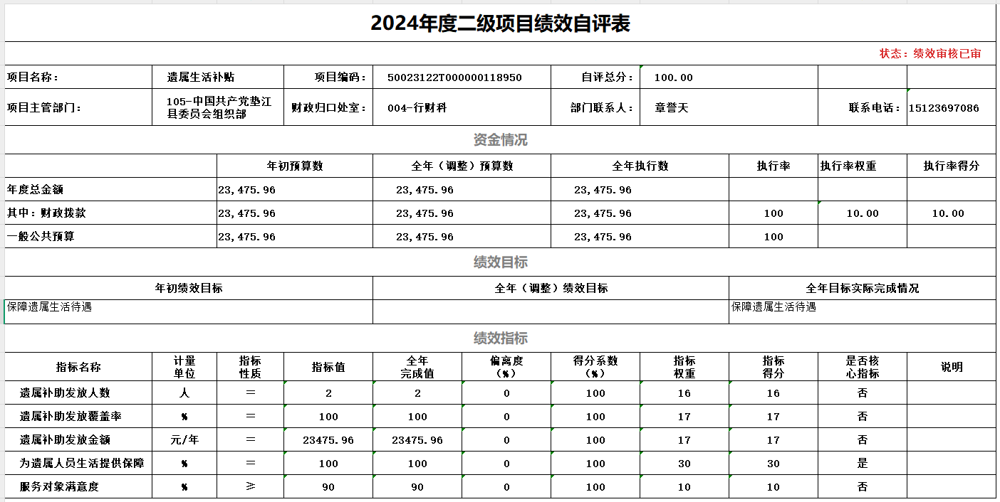 2024年度二级项目绩效自评表
状态：绩效审核已审
项目名称： 遗属生活补贴 项目编码： 50023122T000000118950 自评总分： 100.00
项目主管部门： 105-中国共产党垫江县委员会组织部 财政归口处室： 004-行财科 部门联系人： 章誉天 联系电话： 15123697086
资金情况
年初预算数 全年（调整）预算数 全年执行数 执行率 执行率权重 执行率得分
年度总金额 23,475.96 23,475.96 23,475.96
其中：财政拨款 23,475.96 23,475.96 23,475.96 100 10.00 10.00
一般公共预算 23,475.96 23,475.96 23,475.96 100
绩效目标
年初绩效目标 全年（调整）绩效目标 全年目标实际完成情况
保障遗属生活待遇 保障遗属生活待遇
绩效指标
指标名称 计量单位 指标性质 指标值 全年完成值 偏离度（%） 得分系数（%） 指标权重 指标得分 是否核心指标 说明
遗属补助发放人数 人 ＝ 2 2 0 100 16 16 否
遗属补助发放覆盖率 % ＝ 100 100 0 100 17 17 否
遗属补助发放金额 元/年 ＝ 23475.96 23475.96 0 100 17 17 否
为遗属人员生活提供保障 % ＝ 100 100 0 100 30 30 是
服务对象满意度 % ≥ 90 90 0 100 10 10 否